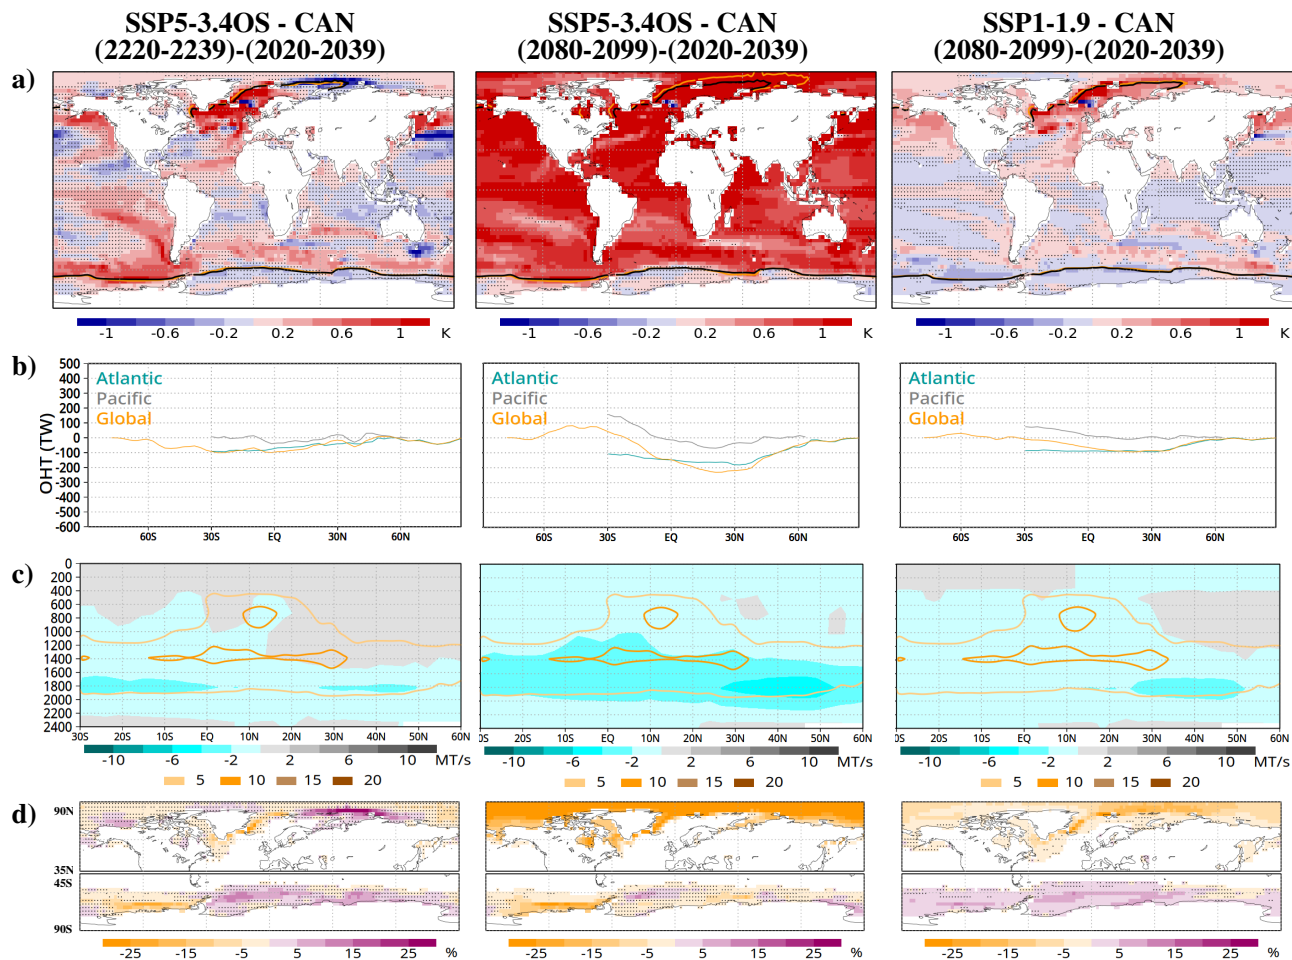 SSP5-3.4OS - CAN SSP5-3.4OS - CAN SSP1-1.9 - CAN
(2220-2239)-(2020-2039) (2080-2099)-(2020-2039) (2080-2099)-(2020-2039)
a)
-1 -0.6 -0.2 0.2 0.6 1 K -1 -0.6 -0.2 0.2 0.6 1 K -1 -0.6 -0.2 0.2 0.6 1 K
b)
OHT (TW)
500
400
300
200
100
0
-100
-200
-300
-400
-500
-600
Atlantic Atlantic Atlantic
Pacific Pacific Pacific
Global Global Global
60S 30S EQ 30N 60N 60S 30S EQ 30N 60N 60S 30S EQ 30N 60N
c)
0
200
400
600
800
1000
1200
1400
1600
1800
2000
2200
2400
30S 20S 10S EQ 10N 20N 30N 40N 50N 60N 20S 10S EQ 10N 20N 30N 40N 50N 60N 30S 20S 10S EQ 10N 20N 30N 40N 50N 60N
-10 -6 -2 2 6 10 MT/s -10 -6 -2 2 6 10 MT/s -10 -6 -2 2 6 10 MT/s
5 10 15 20 5 10 15 20 5 10 15 20
d)
90N
35N
45S
90S
-25 -15 -5 5 15 25 % -25 -15 -5 5 15 25 % -25 -15 -5 5 15 25 %